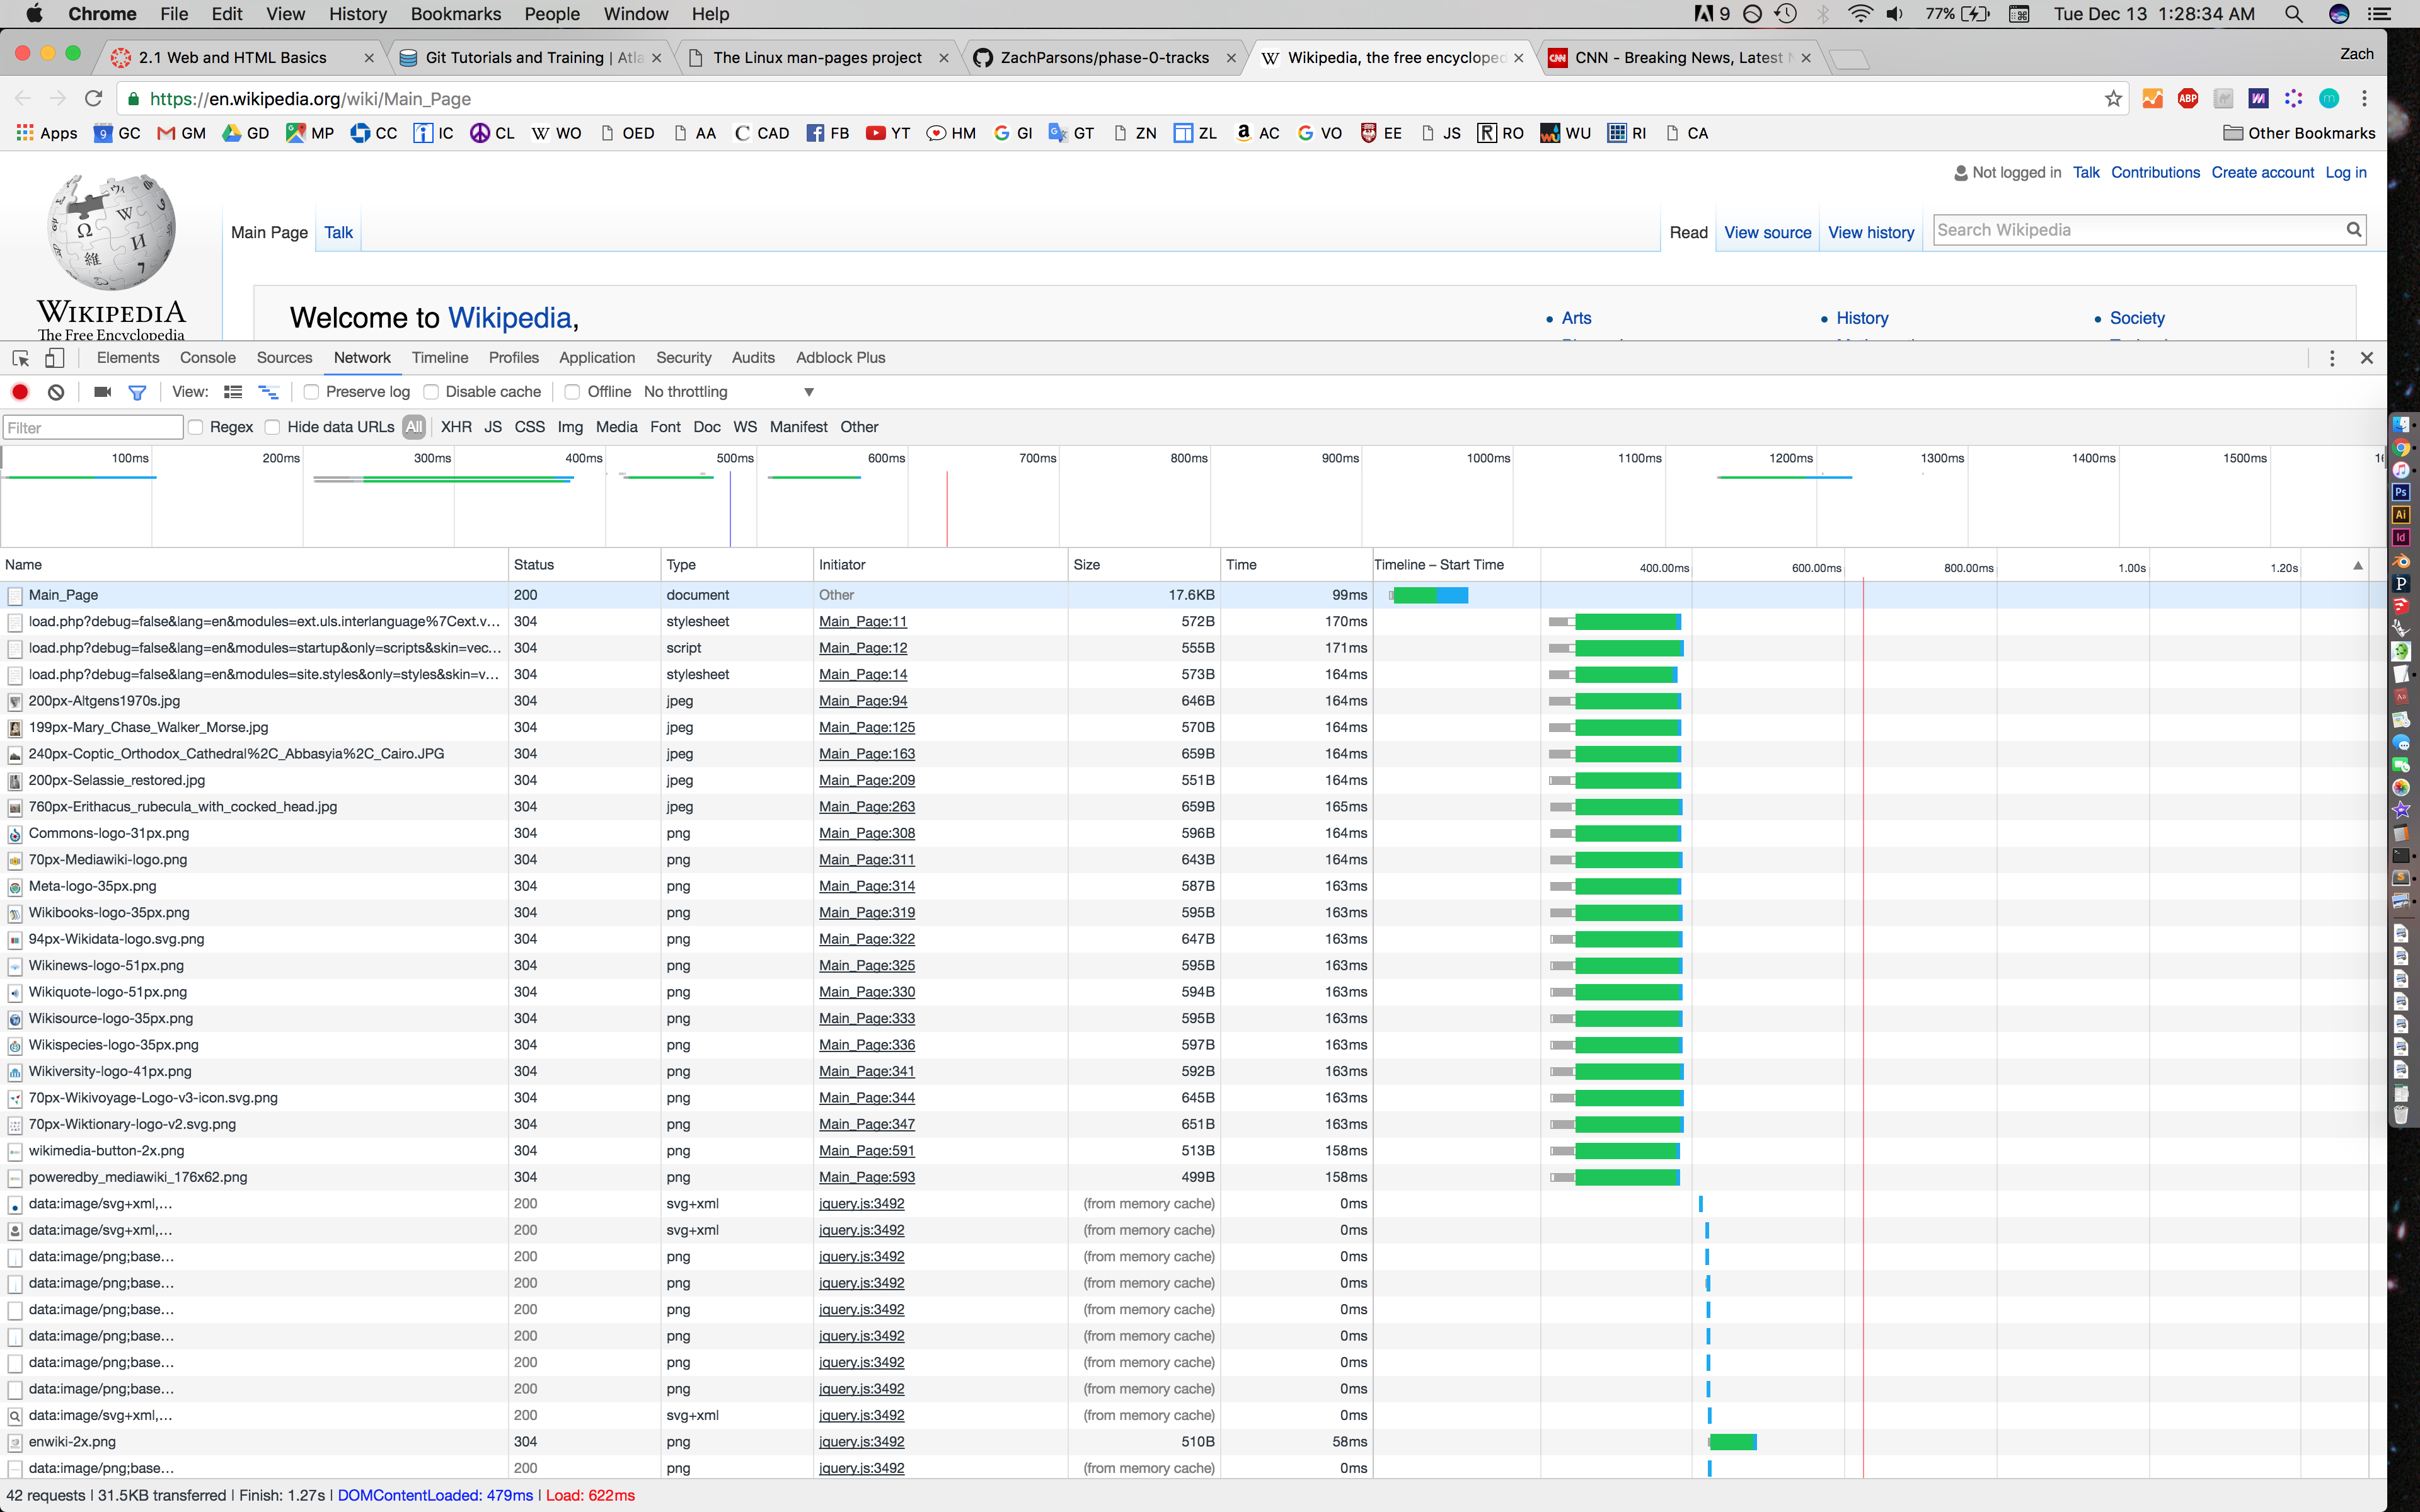 Chrome File Edit View History Bookmarks People Window Help 9 77% Tue Dec 13 1:28:34 AM
2.1 Web and HTML Basics Git Tutorials and Training | Atla The Linux man-pages project ZachParsons/phase-0-tracks Wikipedia, the free encycloped CNN - Breaking News, Latest N Zach
https://en.wikipedia.org/wiki/Main_Page
Apps GC GM GD MP CC IC CL WO OED AA CAD FB YT HM GI GT ZN ZL AC VO EE JS RO WU RI CA Other Bookmarks
Not logged in Talk Contributions Create account Log in
Main Page Talk Read View source View history Search Wikipedia
WIKIPEDIA
The Free Encyclopedia
Welcome to Wikipedia,
Arts History Society
Elements Console Sources Network Timeline Profiles Application Security Audits Adblock Plus
View: Preserve log Disable cache Offline No throttling
Filter Regex Hide data URLs All XHR JS CSS Img Media Font Doc WS Manifest Other
100ms 200ms 300ms 400ms 500ms 600ms 700ms 800ms 900ms 1000ms 1100ms 1200ms 1300ms 1400ms 1500ms
Name Status Type Initiator Size Time Timeline – Start Time 400.00ms 600.00ms 800.00ms 1.00s 1.20s
Main_Page 200 document Other 17.6KB 99ms
load.php?debug=false&lang=en&modules=ext.uls.interlanguage%7Cext.v... 304 stylesheet Main_Page:11 572B 170ms
load.php?debug=false&lang=en&modules=startup&only=scripts&skin=vec... 304 script Main_Page:12 555B 171ms
load.php?debug=false&lang=en&modules=site.styles&only=styles&skin=v... 304 stylesheet Main_Page:14 573B 164ms
200px-Altgens1970s.jpg 304 jpeg Main_Page:94 646B 164ms
199px-Mary_Chase_Walker_Morse.jpg 304 jpeg Main_Page:125 570B 164ms
240px-Coptic_Orthodox_Cathedral%2C_Abbasyia%2C_Cairo.JPG 304 jpeg Main_Page:163 659B 164ms
200px-Selassie_restored.jpg 304 jpeg Main_Page:209 551B 164ms
760px-Erithacus_rubecula_with_cocked_head.jpg 304 jpeg Main_Page:263 659B 165ms
Commons-logo-31px.png 304 png Main_Page:308 596B 164ms
70px-Mediawiki-logo.png 304 png Main_Page:311 643B 164ms
Meta-logo-35px.png 304 png Main_Page:314 587B 163ms
Wikibooks-logo-35px.png 304 png Main_Page:319 595B 163ms
94px-Wikidata-logo.svg.png 304 png Main_Page:322 647B 163ms
Wikinews-logo-51px.png 304 png Main_Page:325 595B 163ms
Wikiquote-logo-51px.png 304 png Main_Page:330 594B 163ms
Wikisource-logo-35px.png 304 png Main_Page:333 595B 163ms
Wikispecies-logo-35px.png 304 png Main_Page:336 597B 163ms
Wikiversity-logo-41px.png 304 png Main_Page:341 592B 163ms
70px-Wikivoyage-Logo-v3-icon.svg.png 304 png Main_Page:344 645B 163ms
70px-Wiktionary-logo-v2.svg.png 304 png Main_Page:347 651B 163ms
wikimedia-button-2x.png 304 png Main_Page:591 513B 158ms
poweredby_mediawiki_176x62.png 304 png Main_Page:593 499B 158ms
data:image/svg+xml,... 200 svg+xml jquery.js:3492 (from memory cache) 0ms
data:image/svg+xml,... 200 svg+xml jquery.js:3492 (from memory cache) 0ms
data:image/png;base... 200 png jquery.js:3492 (from memory cache) 0ms
data:image/png;base... 200 png jquery.js:3492 (from memory cache) 0ms
data:image/png;base... 200 png jquery.js:3492 (from memory cache) 0ms
data:image/png;base... 200 png jquery.js:3492 (from memory cache) 0ms
data:image/png;base... 200 png jquery.js:3492 (from memory cache) 0ms
data:image/png;base... 200 png jquery.js:3492 (from memory cache) 0ms
data:image/svg+xml,... 200 svg+xml jquery.js:3492 (from memory cache) 0ms
enwiki-2x.png 304 png jquery.js:3492 510B 58ms
data:image/png;base... 200 png jquery.js:3492 (from memory cache) 0ms
42 requests | 31.5KB transferred | Finish: 1.27s | DOMContentLoaded: 479ms | Load: 622ms